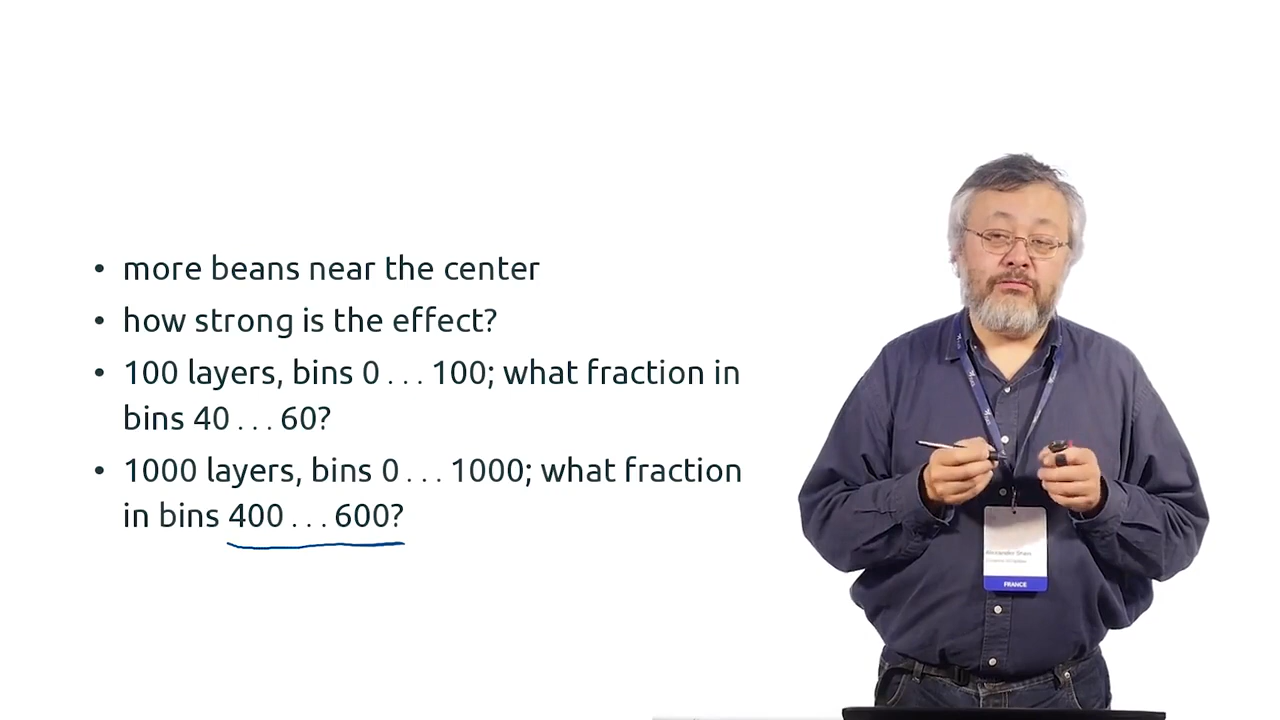 • more beans near the center
• how strong is the effect?
• 100 layers, bins 0 . . . 100; what fraction in
bins 40 . . . 60?
• 1000 layers, bins 0 . . . 1000; what fraction
in bins 400 . . . 600?
FRANCE